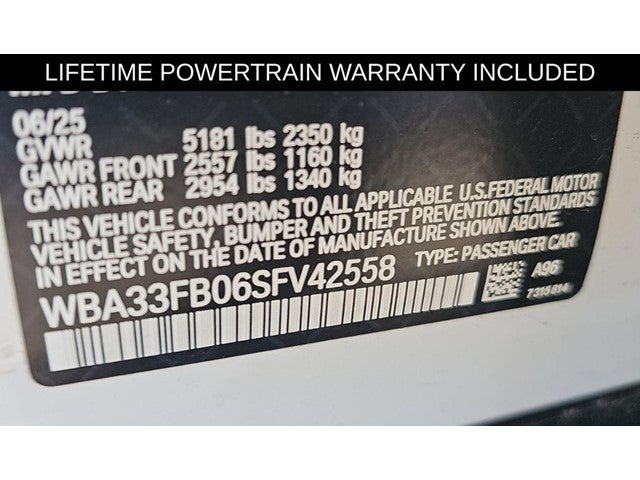 LIFETIME POWERTRAIN WARRANTY INCLUDED
06/25
GVWR 5181 lbs 2350 kg
GAWR FRONT 2557 lbs 1160 kg
GAWR REAR 2954 lbs 1340 kg
THIS VEHICLE CONFORMS TO ALL APPLICABLE U.S.FEDERAL MOTOR
VEHICLE SAFETY, BUMPER AND THEFT PREVENTION STANDARDS
IN EFFECT ON THE DATE OF MANUFACTURE SHOWN ABOVE.
WBA33FB06SFV42558 TYPE: PASSENGER CAR
A96
7315814